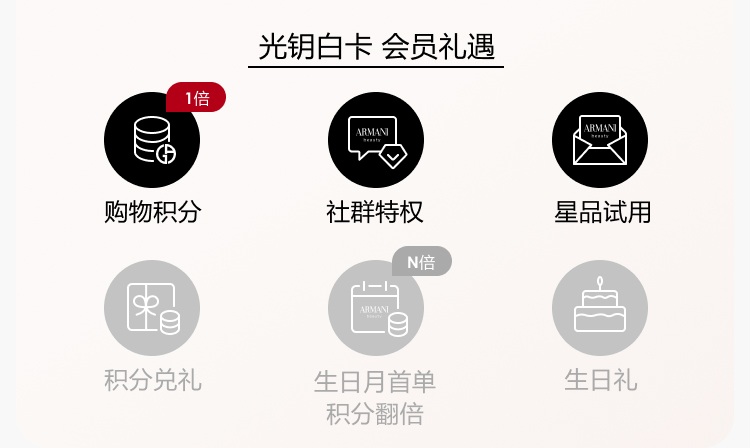 光钥白卡 会员礼遇
1倍
ARMANI
beauty
ARMANI
beauty
购物积分
社群特权
星品试用
N倍
ARMANI
beauty
积分兑礼
生日月首单
积分翻倍
生日礼